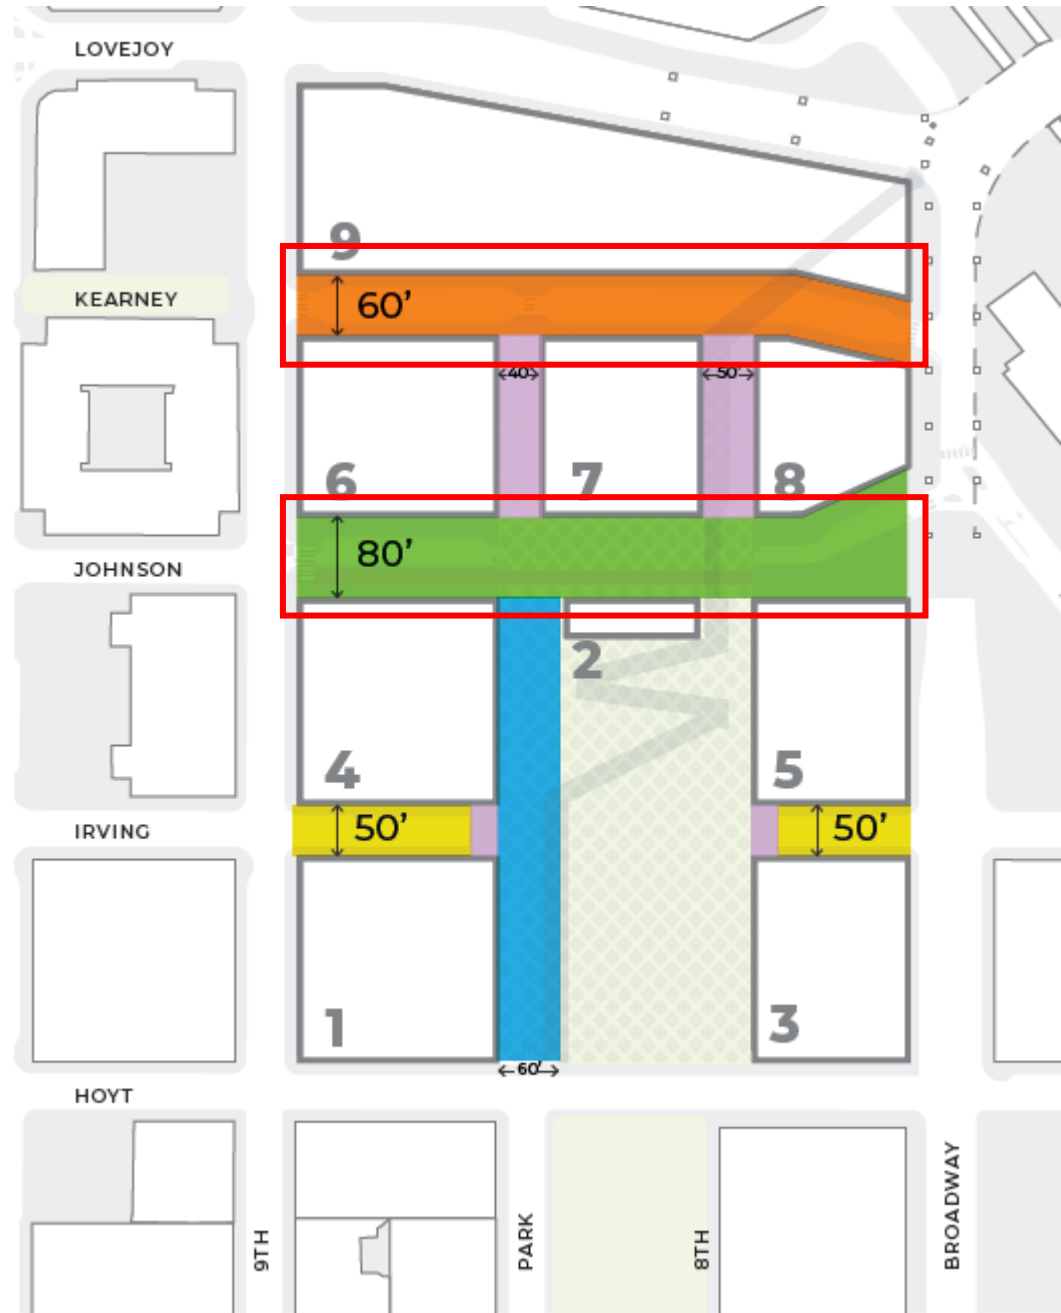 LOVEJOY
9
KEARNEY
60'
40'
50'
6
7
8
80'
JOHNSON
2
4
5
IRVING
50'
50'
1
3
60'
HOYT
9TH
PARK
8TH
BROADWAY